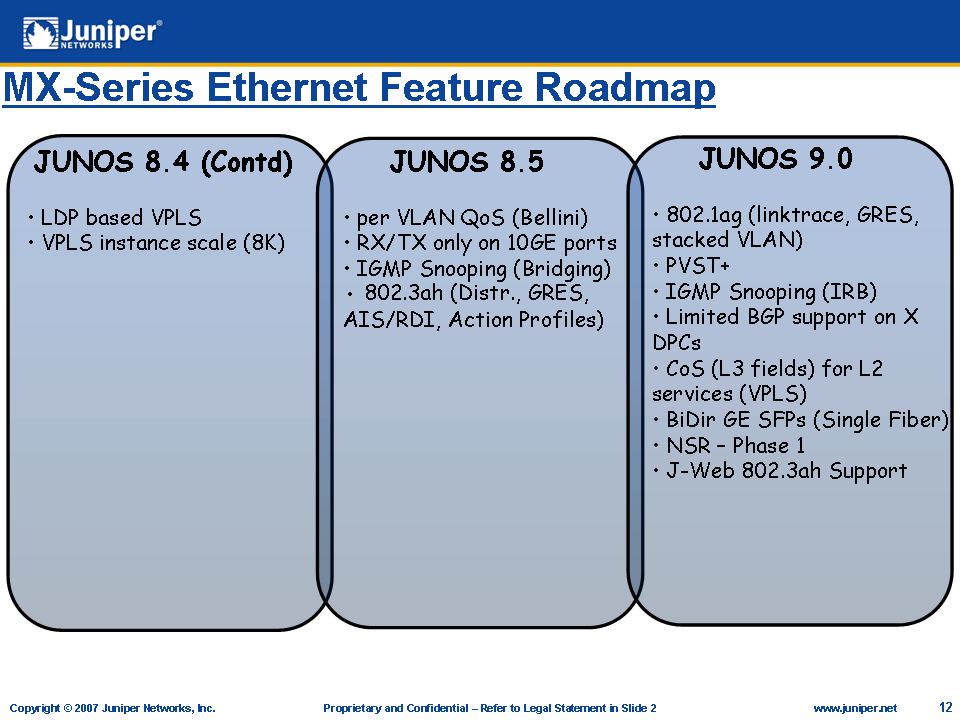 Juniper®
NETWORKS
MX-Series Ethernet Feature Roadmap
JUNOS 8.4 (Contd)
• LDP based VPLS
• VPLS instance scale (8K)
JUNOS 8.5
• per VLAN QoS (Bellini)
• RX/TX only on 10GE ports
• IGMP Snooping (Bridging)
• 802.3ah (Distr., GRES,
AIS/RDI, Action Profiles)
JUNOS 9.0
• 802.1ag (linktrace, GRES,
stacked VLAN)
• PVST+
• IGMP Snooping (IRB)
• Limited BGP support on X
DPCs
• CoS (L3 fields) for L2
services (VPLS)
• BiDir GE SFPs (Single Fiber)
• NSR – Phase 1
• J-Web 802.3ah Support
Copyright © 2007 Juniper Networks, Inc.
Proprietary and Confidential – Refer to Legal Statement in Slide 2
www.juniper.net
12